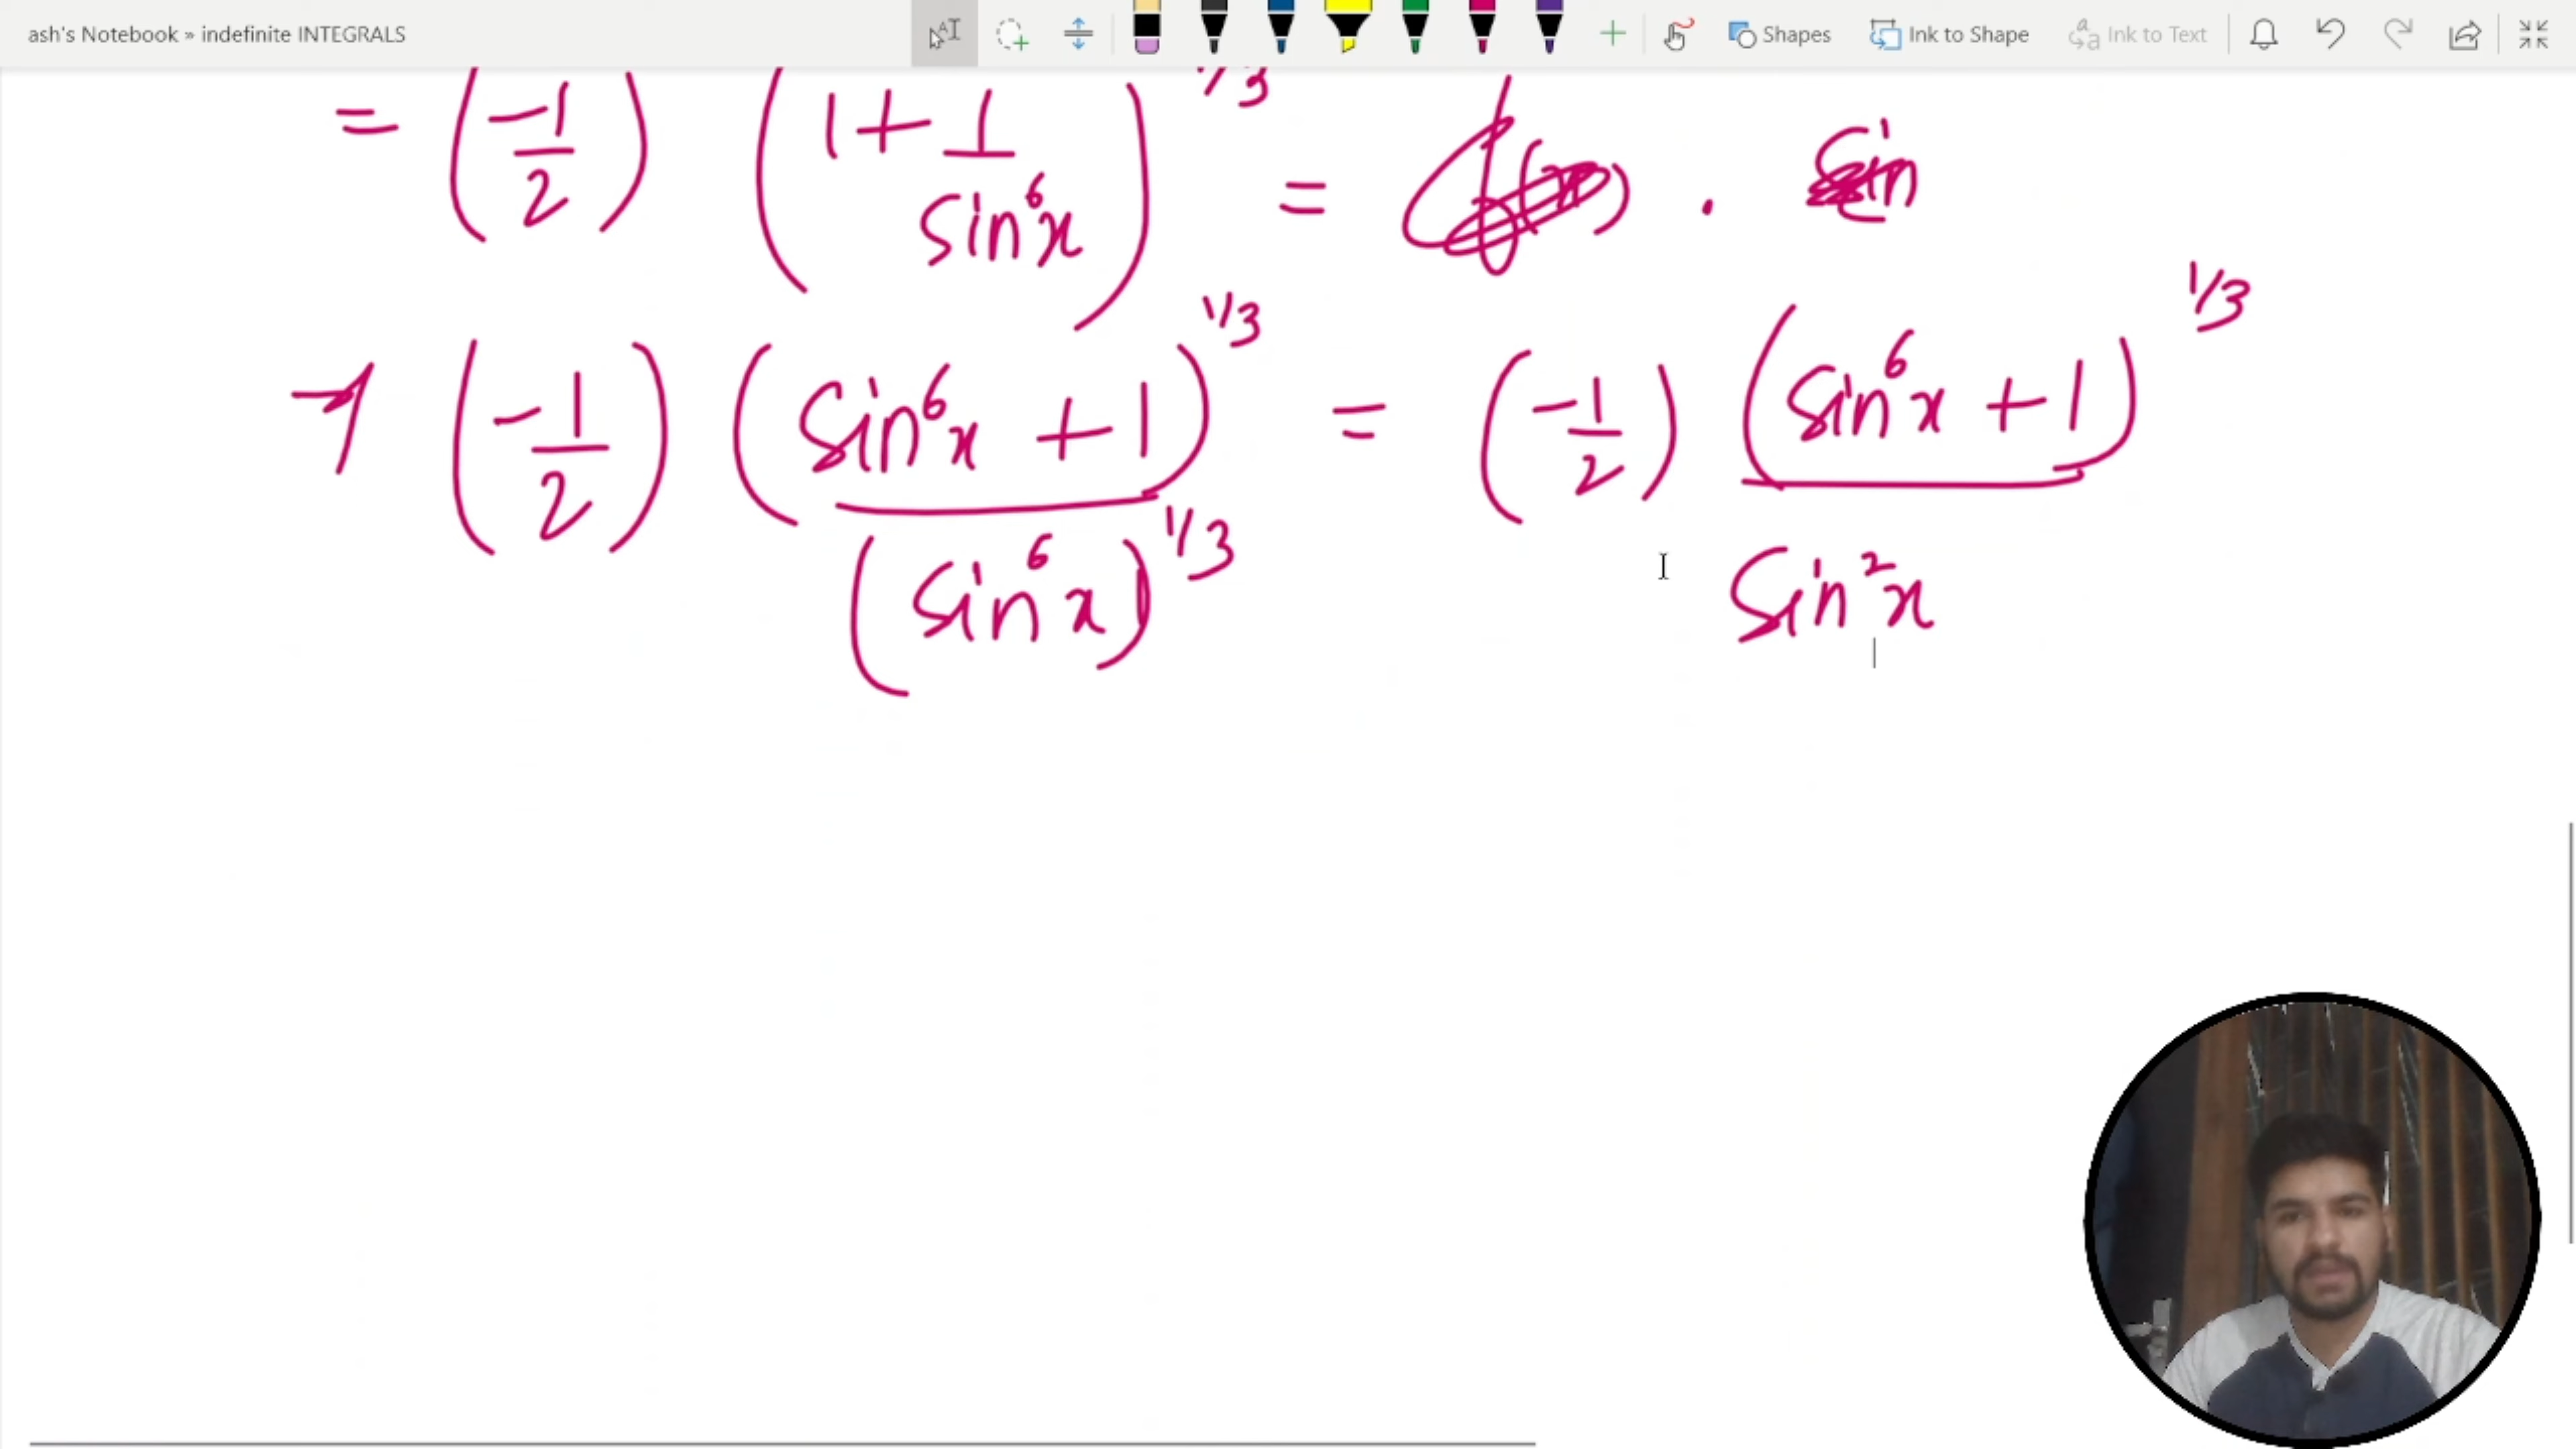 ash's Notebook » indefinite INTEGRALS
Shapes
Ink to Shape
Ink to Text
= (-1/2) (1 + 1/sin⁶x)^1/3 = f(x) . Sin
→ (-1/2) (sin⁶x + 1)^1/3 / (sin⁶x)^1/3 = (-1/2) (sin⁶x + 1)^1/3 / sin²x